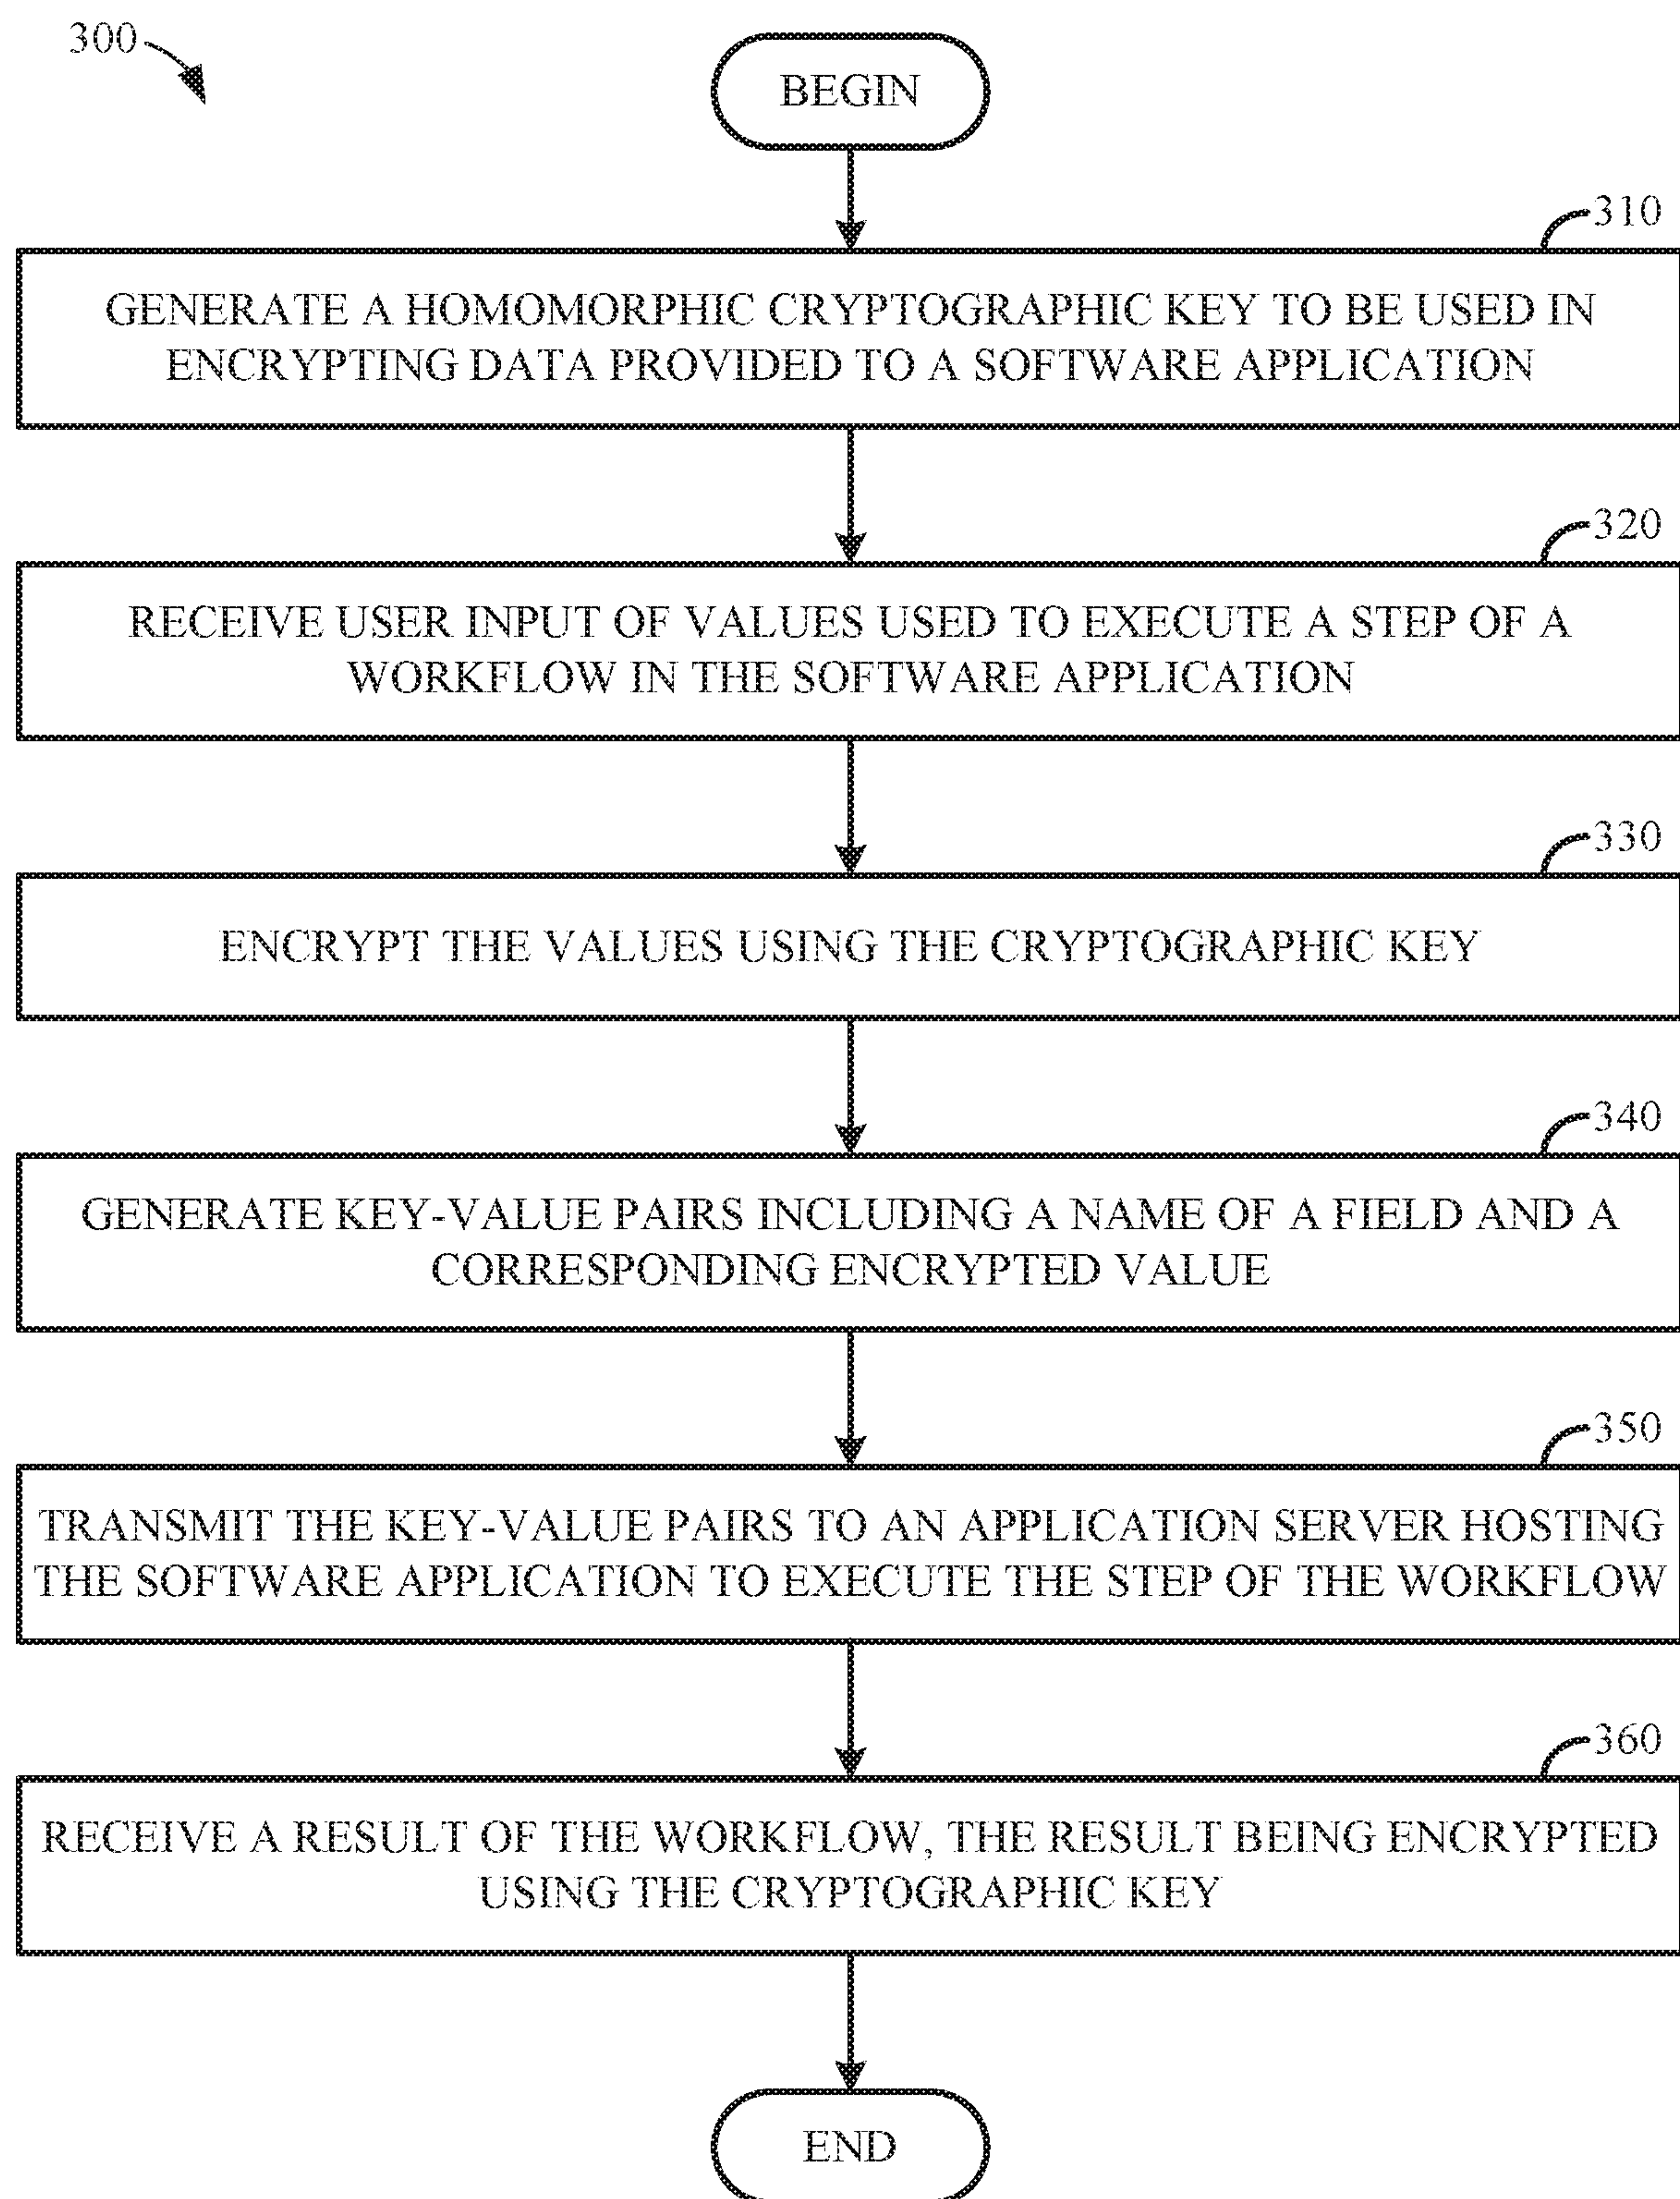 300
BEGIN
310
GENERATE A HOMOMORPHIC CRYPTOGRAPHIC KEY TO BE USED IN
ENCRYPTING DATA PROVIDED TO A SOFTWARE APPLICATION
320
RECEIVE USER INPUT OF VALUES USED TO EXECUTE A STEP OF A
WORKFLOW IN THE SOFTWARE APPLICATION
330
ENCRYPT THE VALUES USING THE CRYPTOGRAPHIC KEY
340
GENERATE KEY-VALUE PAIRS INCLUDING A NAME OF A FIELD AND A
CORRESPONDING ENCRYPTED VALUE
350
TRANSMIT THE KEY-VALUE PAIRS TO AN APPLICATION SERVER HOSTING
THE SOFTWARE APPLICATION TO EXECUTE THE STEP OF THE WORKFLOW
360
RECEIVE A RESULT OF THE WORKFLOW, THE RESULT BEING ENCRYPTED
USING THE CRYPTOGRAPHIC KEY
END